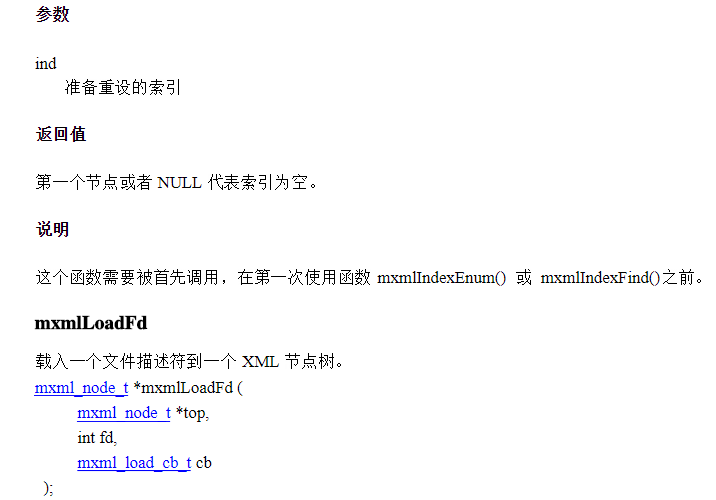 参数
ind
准备重设的索引
返回值
第一个节点或者 NULL 代表索引为空。
说明
这个函数需要被首先调用，在第一次使用函数 mxmlIndexEnum() 或 mxmlIndexFind()之前。
mxmlLoadFd
载入一个文件描述符到一个 XML 节点树。
mxml_node_t *mxmlLoadFd (
mxml_node_t *top,
int fd,
mxml_load_cb_t cb
);